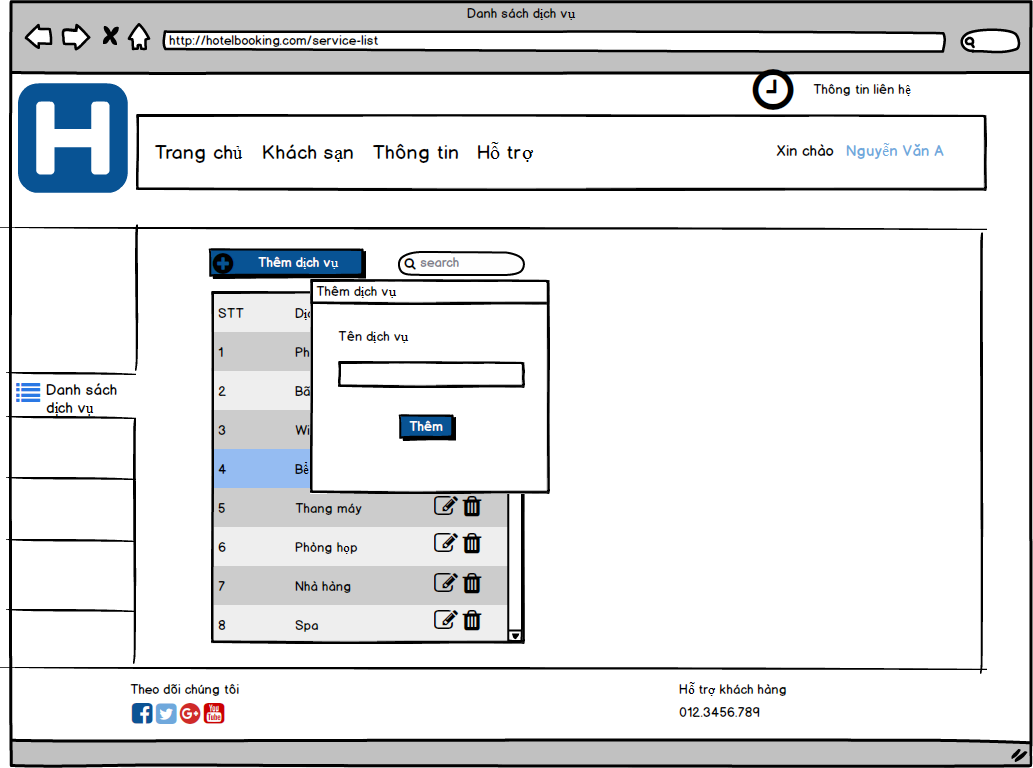 Danh sách dịch vụ
http://hotelbooking.com/service-list
Thông tin liên hệ
H
Trang chủ Khách sạn Thông tin Hỗ trợ
Xin chào Nguyễn Văn A
Thêm dịch vụ
search
Thêm dịch vụ
Tên dịch vụ
Thêm
STT
1
2
3
4
5 Thang máy
6 Phòng họp
7 Nhà hàng
8 Spa
Danh sách
dịch vụ
Theo dõi chúng tôi
Hỗ trợ khách hàng
You
Tube
012.3456.789